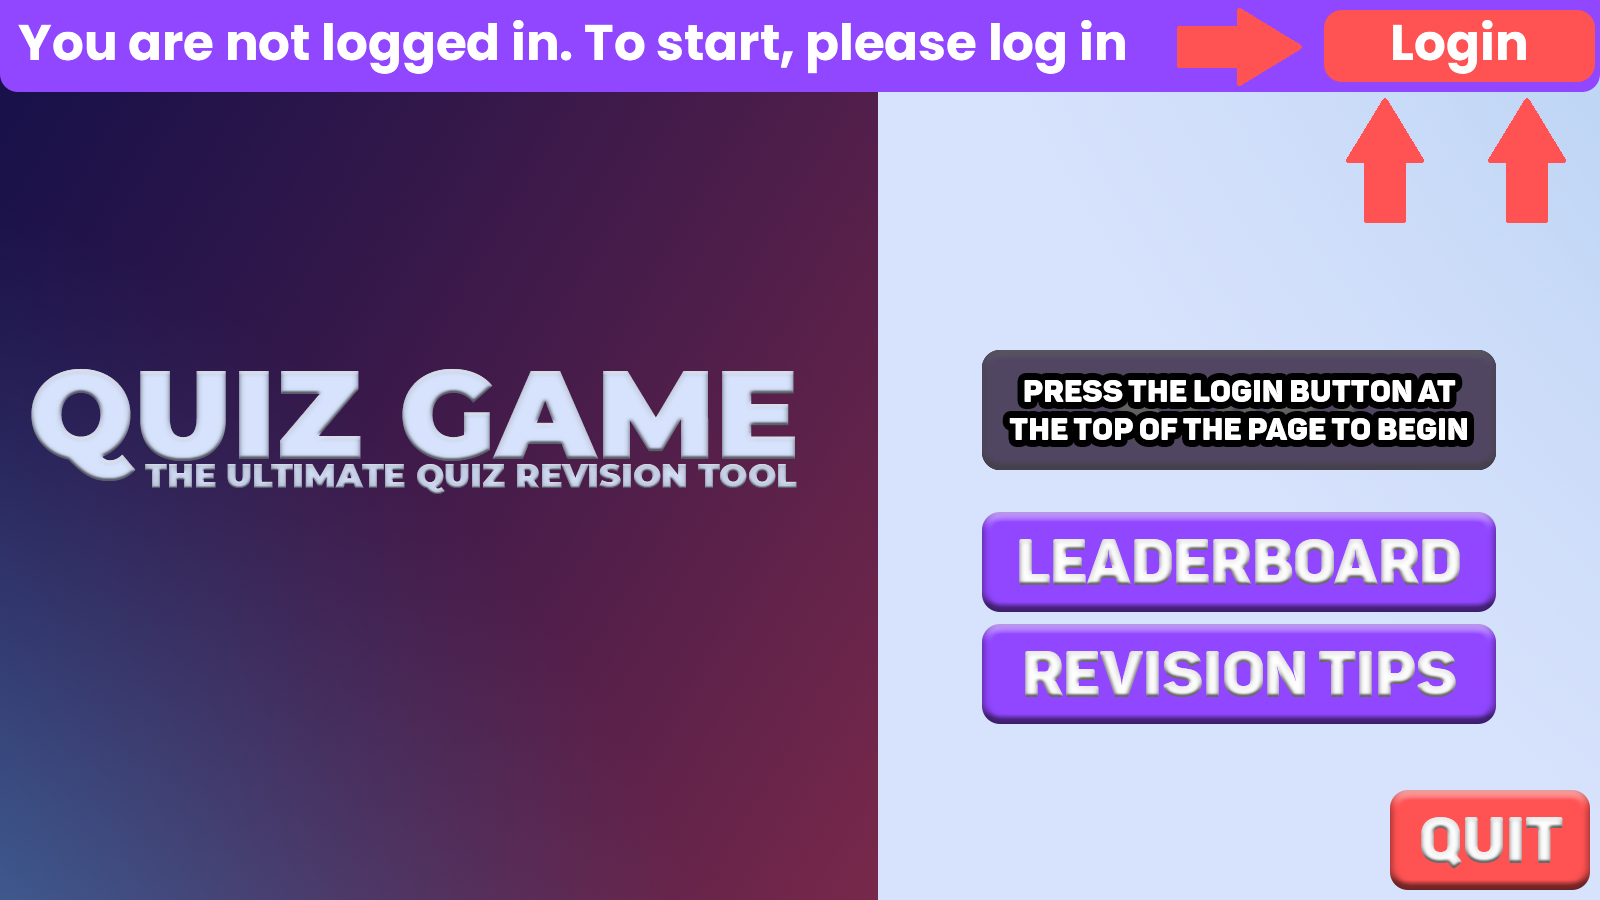 You are not logged in. To start, please log in
Login
QUIZ GAME
THE ULTIMATE QUIZ REVISION TOOL
PRESS THE LOGIN BUTTON AT
THE TOP OF THE PAGE TO BEGIN
LEADERBOARD
REVISION TIPS
QUIT